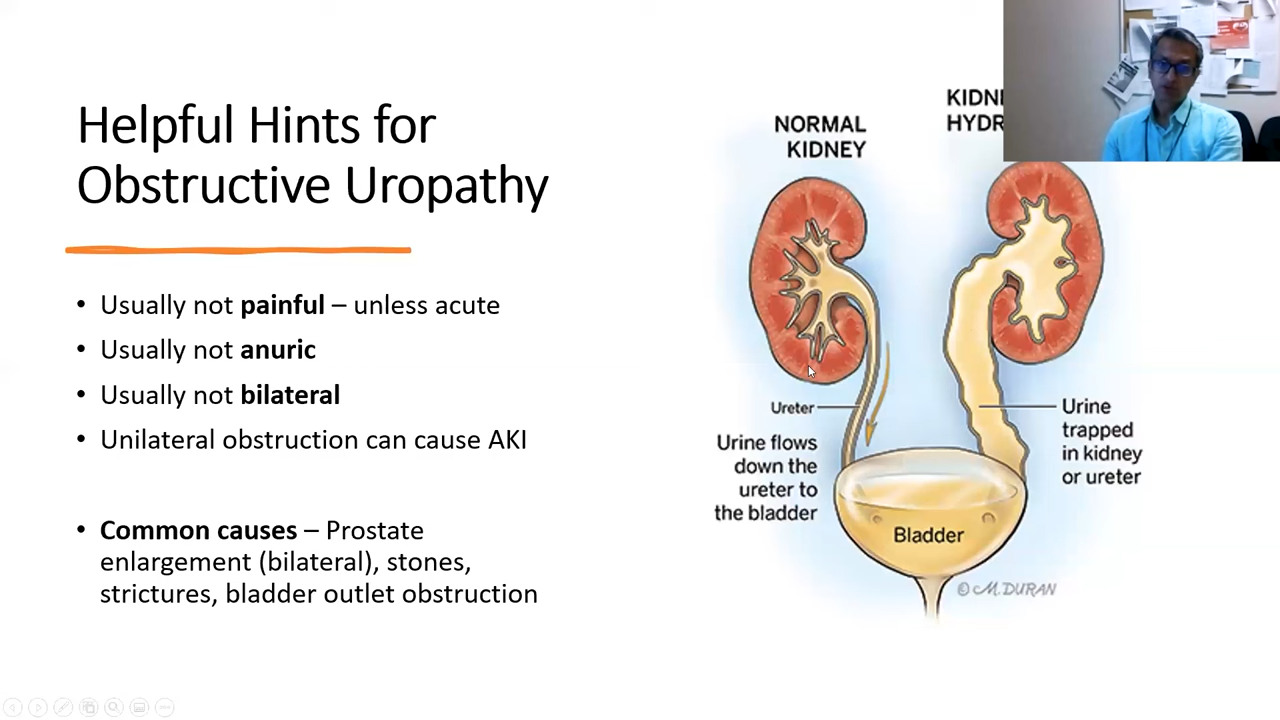 Helpful Hints for
Obstructive Uropathy
• Usually not painful – unless acute
• Usually not anuric
• Usually not bilateral
• Unilateral obstruction can cause AKI
• Common causes – Prostate
enlargement (bilateral), stones,
strictures, bladder outlet obstruction
NORMAL
KIDNEY
Ureter
Urine flows
down the
ureter to
the bladder
Urine
trapped
in kidney
or ureter
Bladder
© M. DURAN